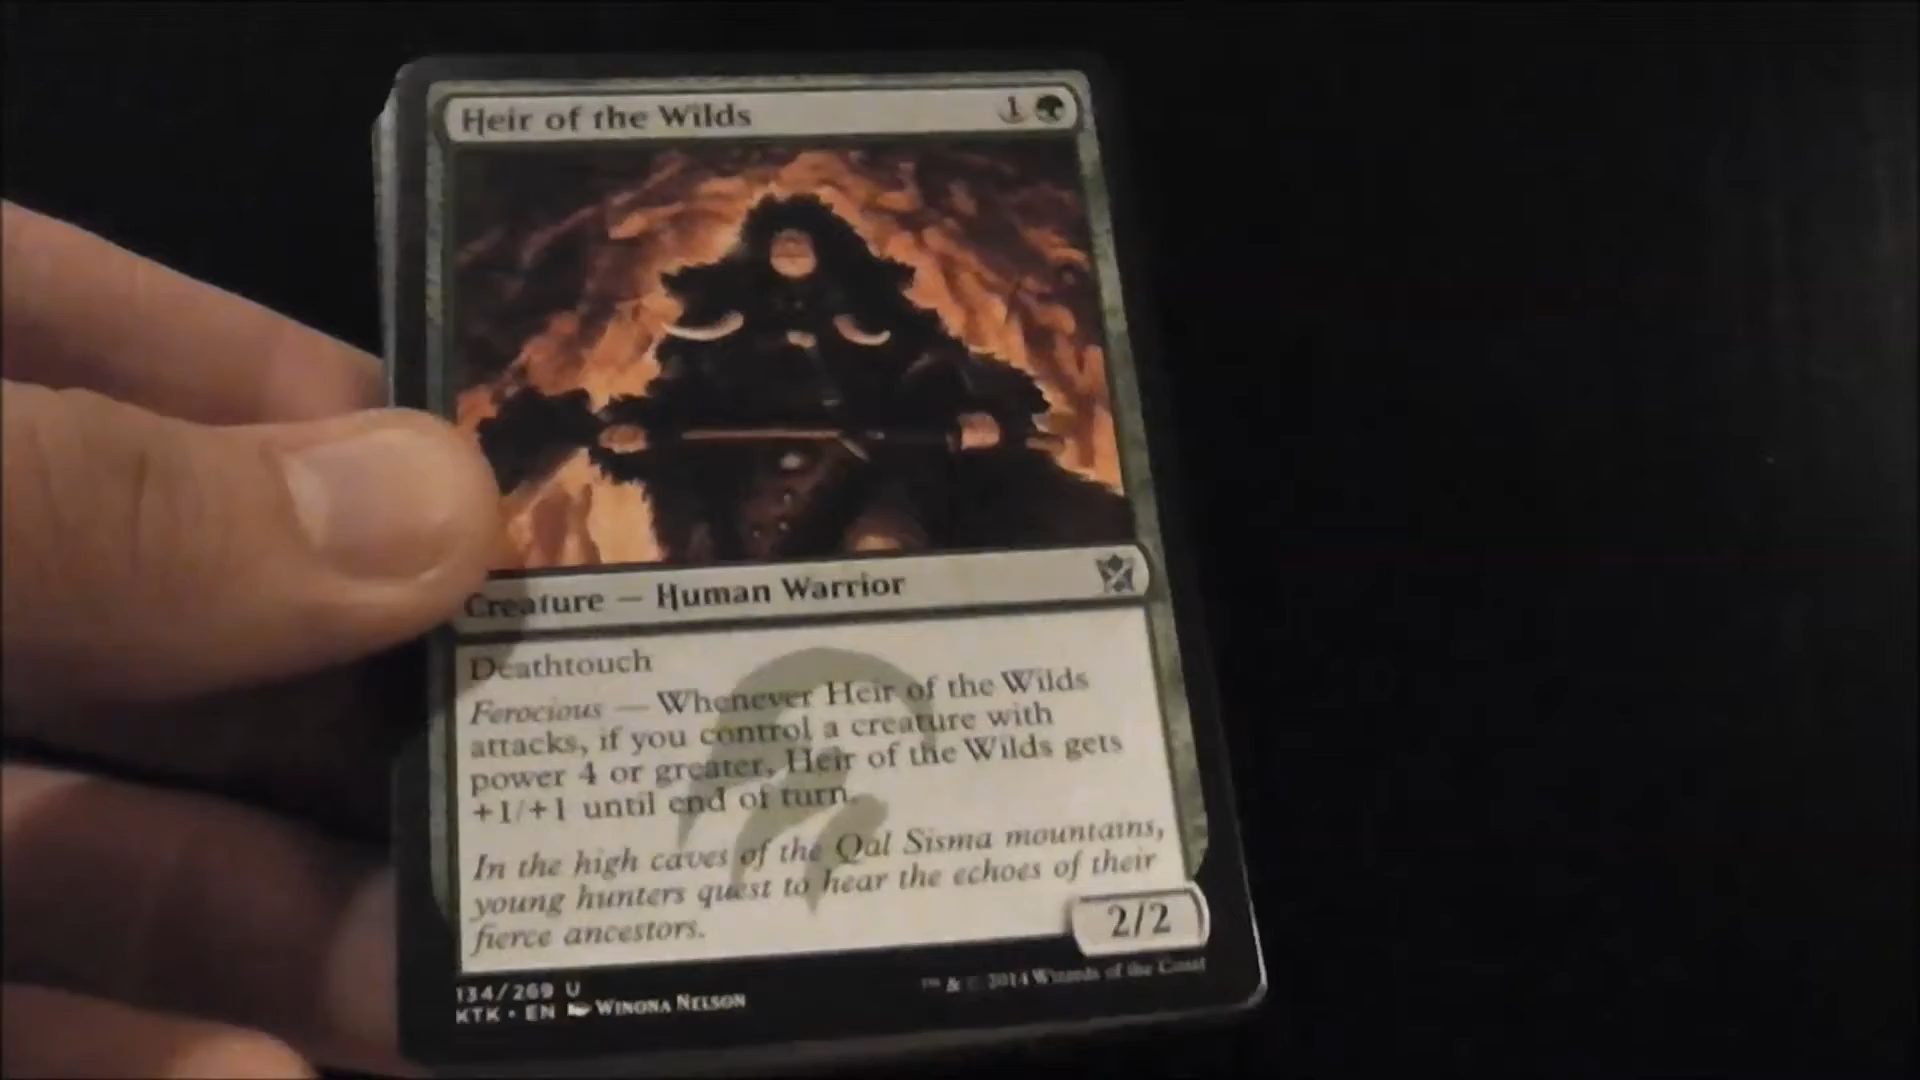 Heir of the Wilds 1
Creature — Human Warrior
Deathtouch
Ferocious — Whenever Heir of the Wilds
attacks, if you control a creature with
power 4 or greater, Heir of the Wilds gets
+1/+1 until end of turn.
In the high caves of the Qal Sisma mountains,
young hunters quest to hear the echoes of their
fierce ancestors.
2/2
134/269 U
KTK • EN Winona Nelson
™ & © 2014 Wizards of the Coast